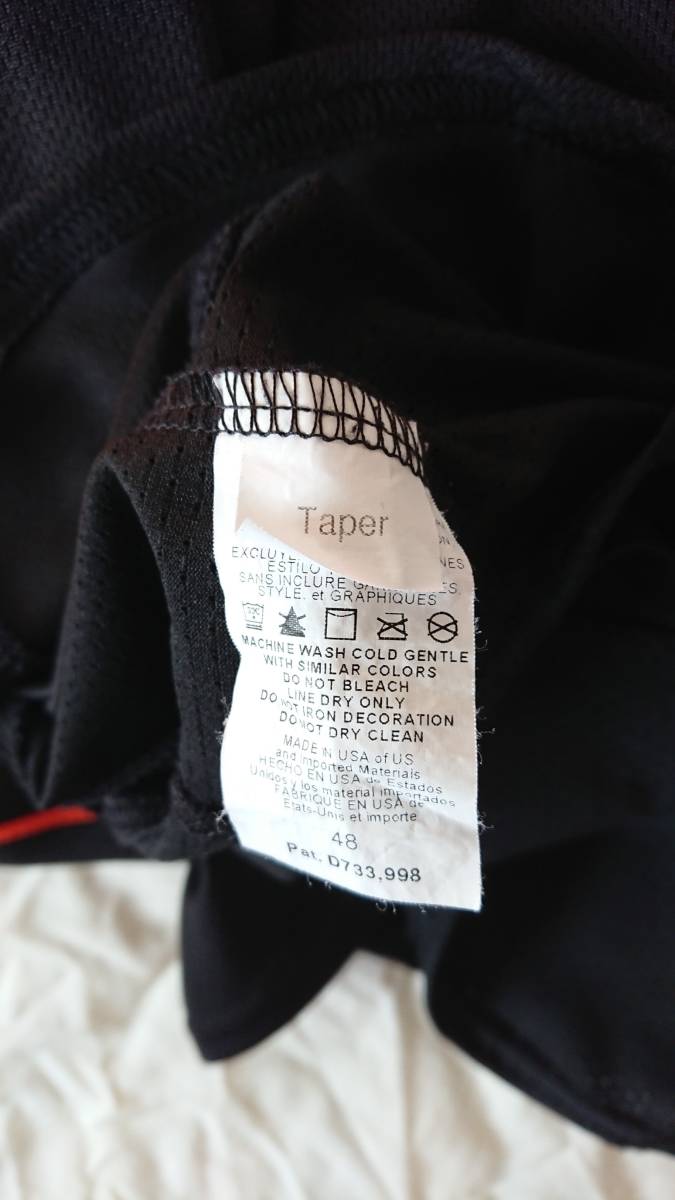 Taper
ON
EXCLUYE
NES
ESTILO
SANS INCLURE
ES,
STYLE, et GRAPHIQUES
MACHINE WASH COLD GENTLE
WITH SIMILAR COLORS
DO NOT BLEACH
LINE DRY ONLY
DO NOT IRON DECORATION
DO NOT DRY CLEAN
MADE IN USA of US
and Imported Materials
HECHO EN USA de Estados
Unidos y los material importados
FABRIQUE EN USA de
Etats-Unis et importe
48
Pat. D733,998